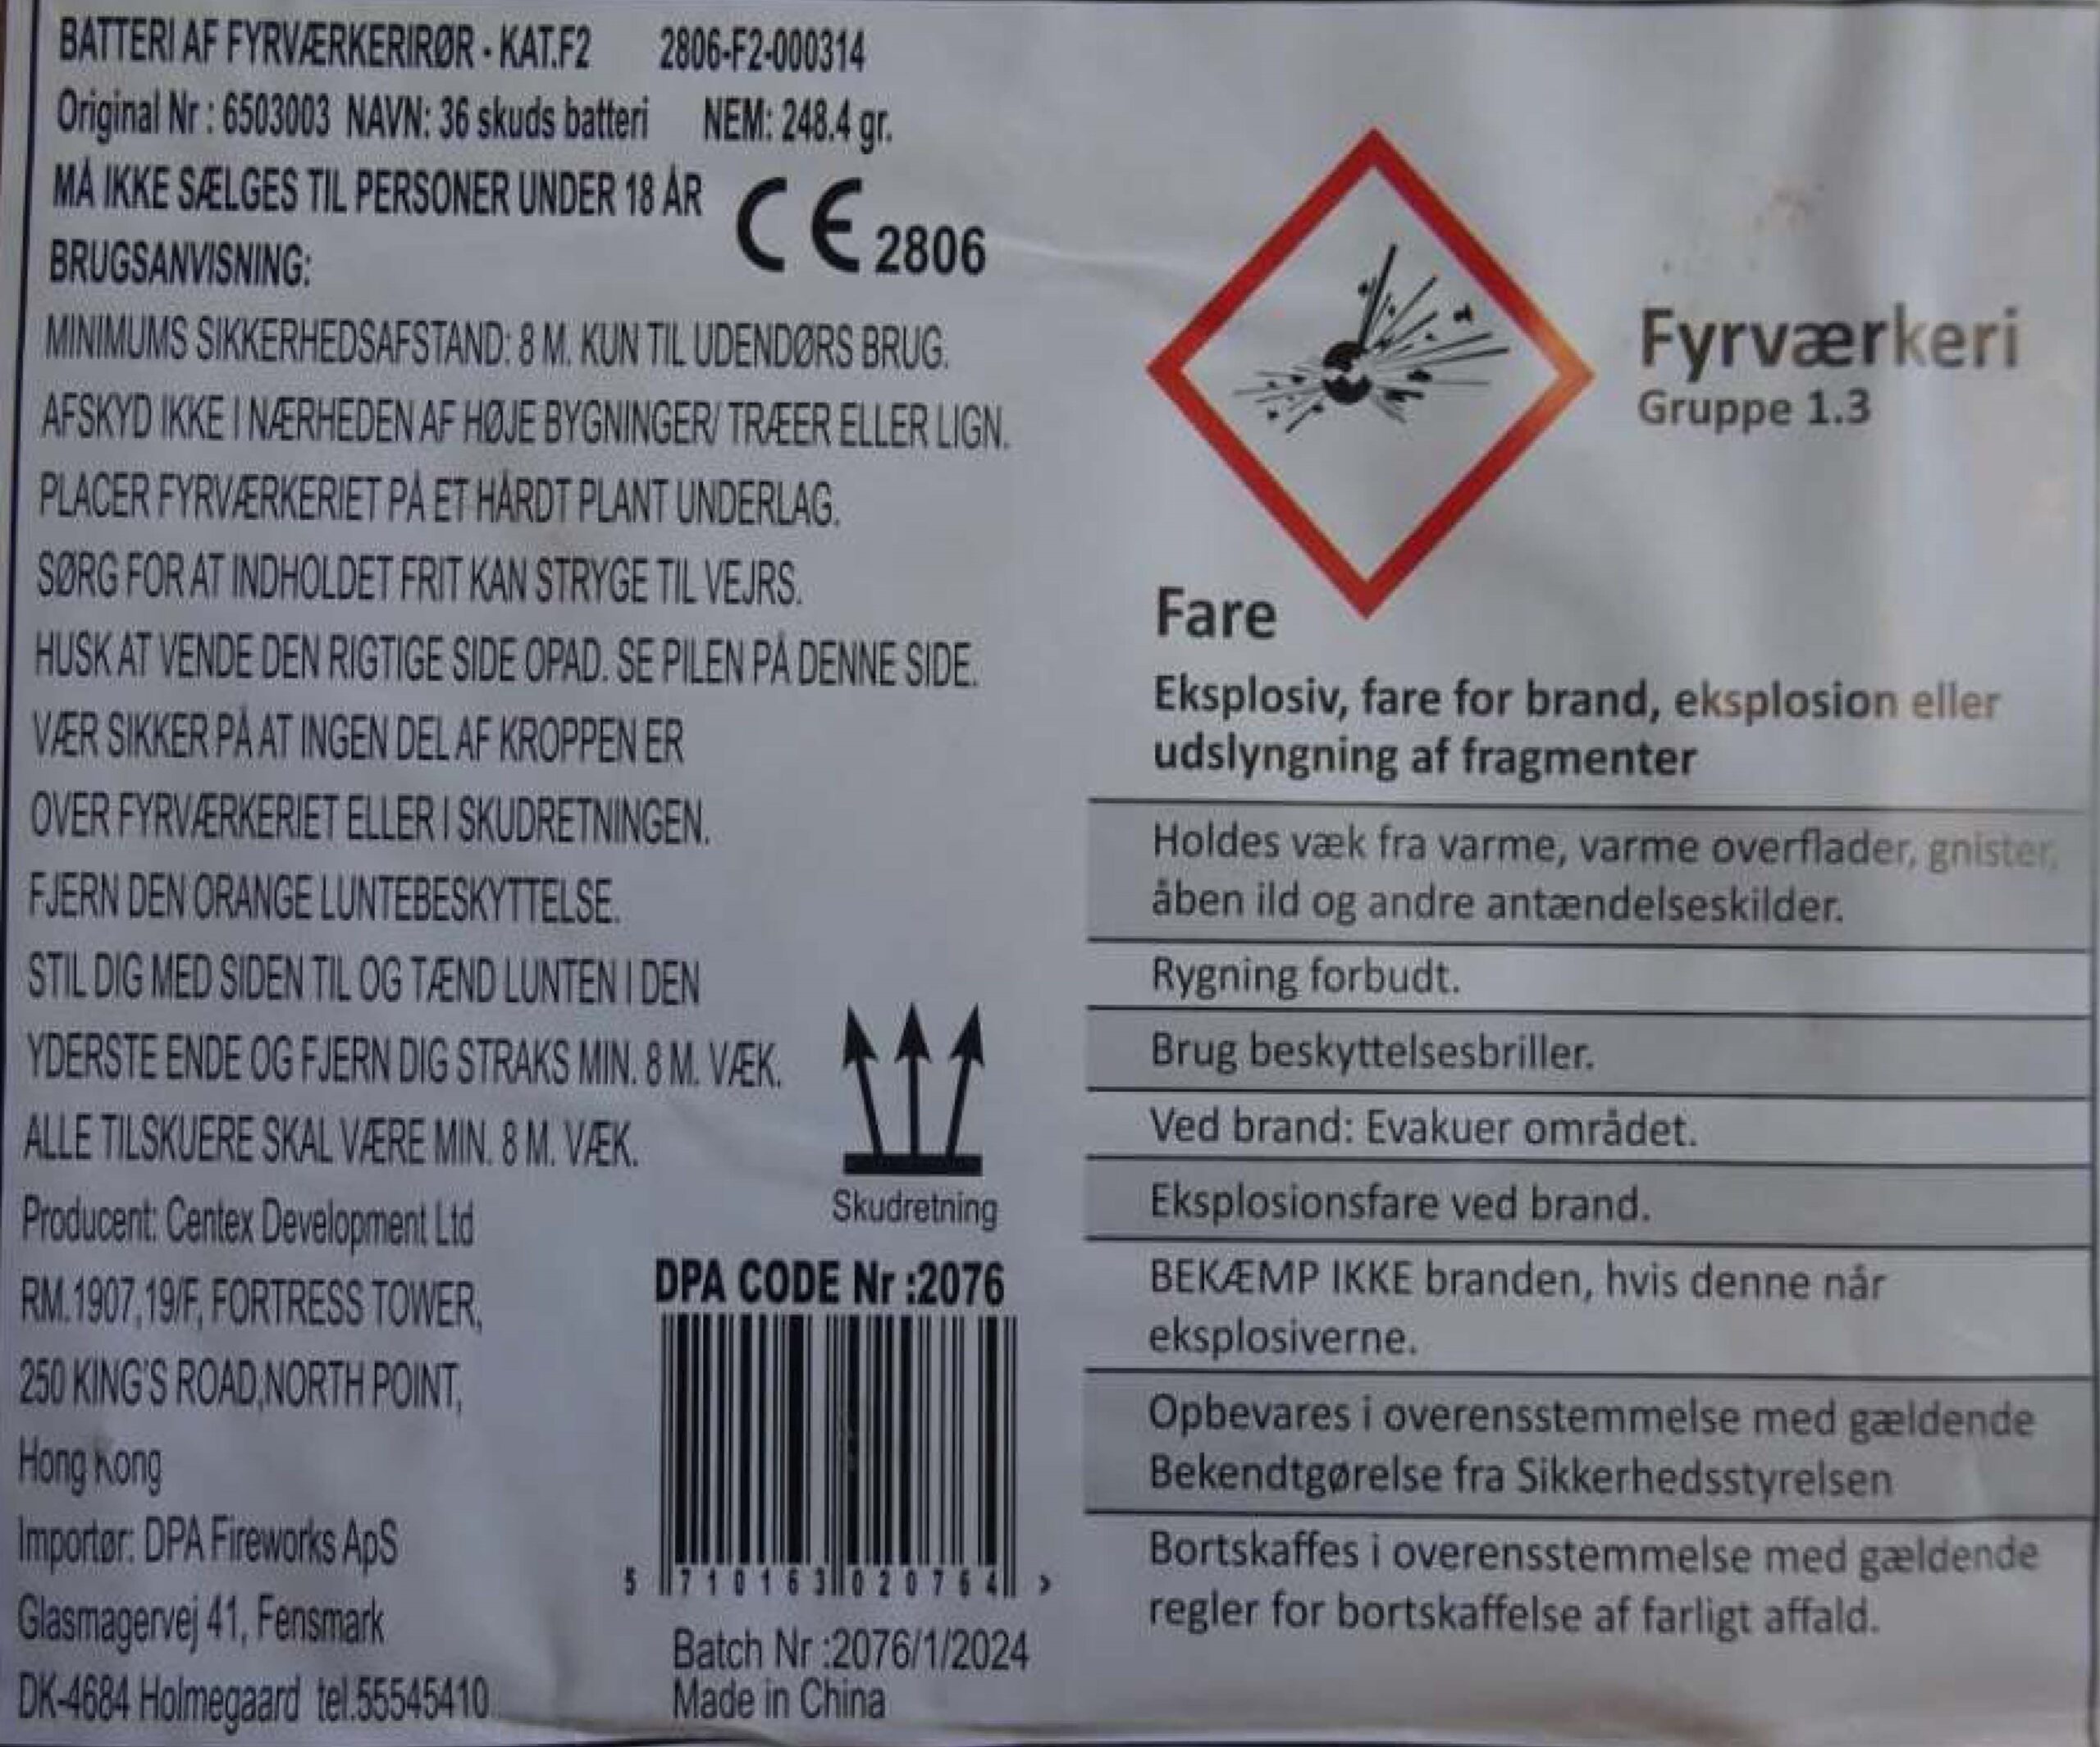 BATTERI AF FYRVÆRKERIRØR - KAT.F2 2806-F2-000314
Original Nr : 6503003 NAVN: 36 skuds batteri NEM: 248.4 gr.
MÅ IKKE SÆLGES TIL PERSONER UNDER 18 ÅR
CE 2806
BRUGSANVISNING:
MINIMUMS SIKKERHEDSAFSTAND: 8 M. KUN TIL UDENDØRS BRUG.
AFSKYD IKKE I NÆRHEDEN AF HØJE BYGNINGER/ TRÆER ELLER LIGN.
PLACER FYRVÆRKERIET PÅ ET HÅRDT PLANT UNDERLAG.
SØRG FOR AT INDHOLDET FRIT KAN STRYGE TIL VEJRS.
HUSK AT VENDE DEN RIGTIGE SIDE OPAD. SE PILEN PÅ DENNE SIDE.
VÆR SIKKER PÅ AT INGEN DEL AF KROPPEN ER
OVER FYRVÆRKERIET ELLER I SKUDRETNINGEN.
FJERN DEN ORANGE LUNTEBESKYTTELSE.
STIL DIG MED SIDEN TIL OG TÆND LUNTEN I DEN
YDERSTE ENDE OG FJERN DIG STRAKS MIN. 8 M. VÆK.
ALLE TILSKUERE SKAL VÆRE MIN. 8 M. VÆK.
Producent: Centex Development Ltd
RM.1907,19/F, FORTRESS TOWER,
250 KING'S ROAD,NORTH POINT,
Hong Kong
Importør: DPA Fireworks ApS
Glasmagervej 41, Fensmark
DK-4684 Holmegaard tel.55545410
Skudretning
DPA CODE Nr :2076
5 710163 020764 >
Batch Nr :2076/1/2024
Made in China
Fyrværkeri
Gruppe 1.3
Fare
Eksplosiv, fare for brand, eksplosion eller
udslyngning af fragmenter
Holdes væk fra varme, varme overflader, gnister,
åben ild og andre antændelseskilder.
Rygning forbudt.
Brug beskyttelsesbriller.
Ved brand: Evakuer området.
Eksplosionsfare ved brand.
BEKÆMP IKKE branden, hvis denne når
eksplosiverne.
Opbevares i overensstemmelse med gældende
Bekendtgørelse fra Sikkerhedsstyrelsen
Bortskaffes i overensstemmelse med gældende
regler for bortskaffelse af farligt affald.